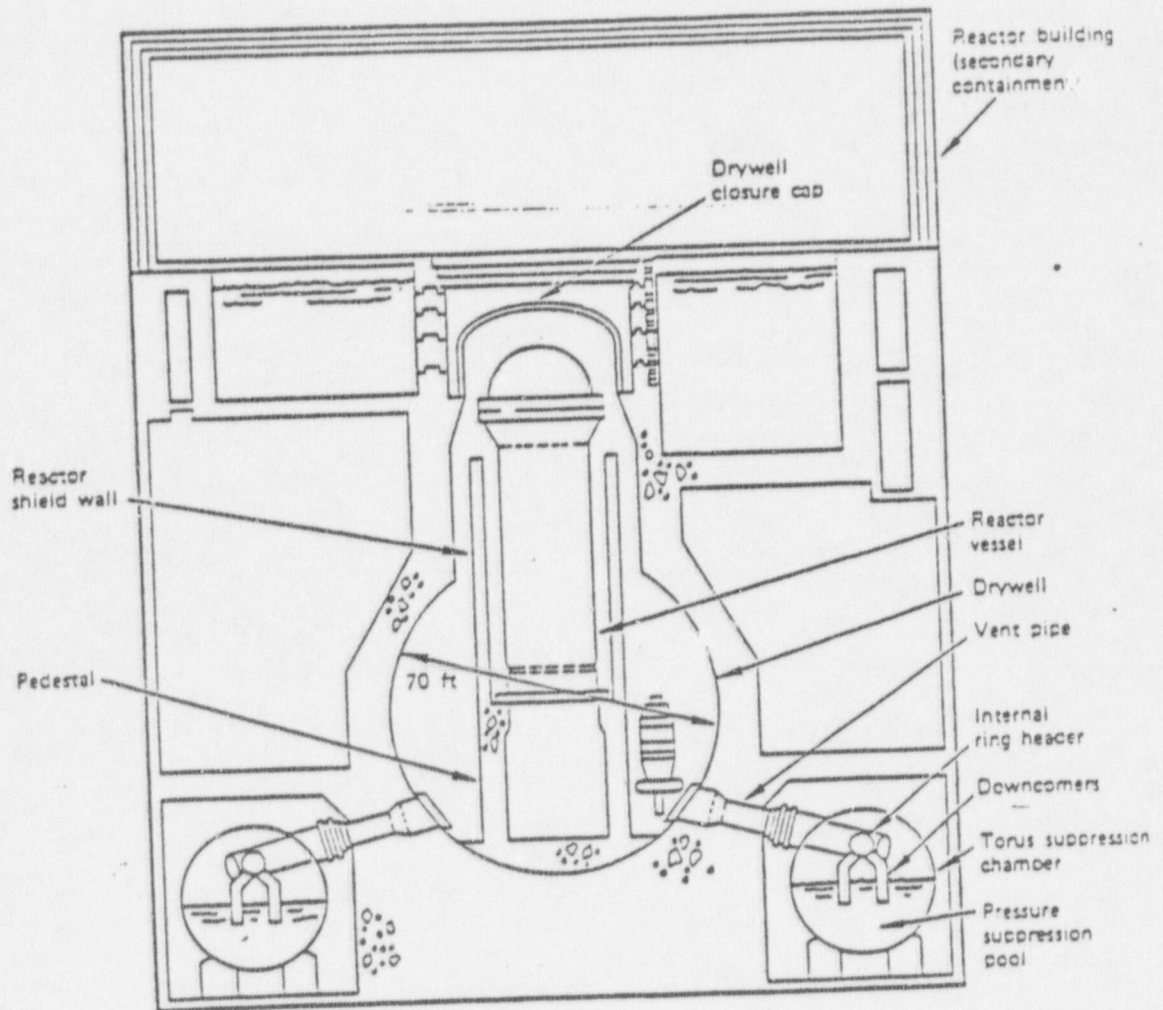 Reactor building
(secondary
containment
Drywell
closure cap
Reactor
shield wall
Reactor
vessel
Drywell
Vent pipe
70 ft
Pedestal
Internal
ring header
Downcomers
Torus suppression
chamber
Pressure
suppression
pool